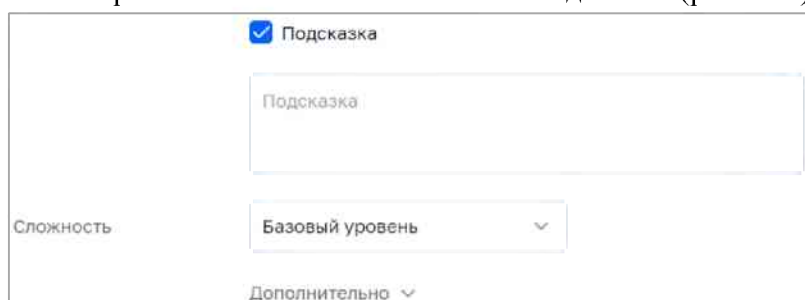 Подсказка
Подсказка
Сложность Базовый уровень
Дополнительно